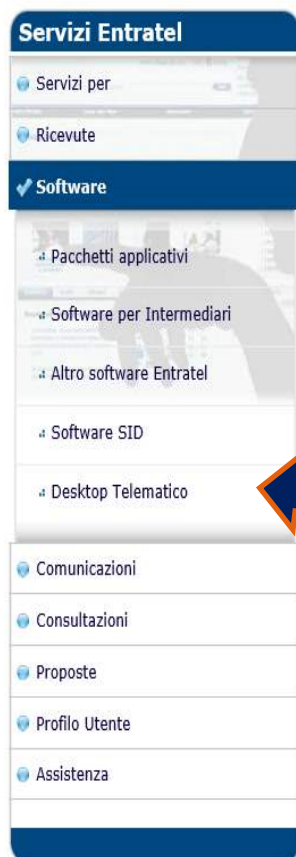 Servizi Entratel
Servizi per
Ricevute
Software
Pacchetti applicativi
Software per Intermediari
Altro software Entratel
Software SID
Desktop Telematico
Comunicazioni
Consultazioni
Proposte
Profilo Utente
Assistenza